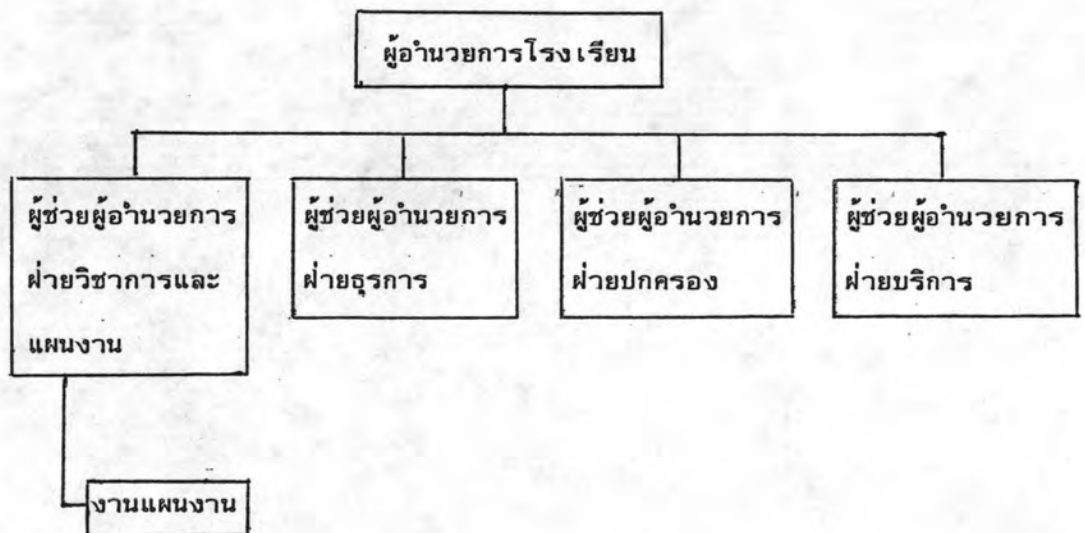 ผู้อำนวยการโรงเรียน
ผู้ช่วยผู้อำนวยการ
ฝ่ายวิชาการและ
แผนงาน
ผู้ช่วยผู้อำนวยการ
ฝ่ายธุรการ
ผู้ช่วยผู้อำนวยการ
ฝ่ายปกครอง
ผู้ช่วยผู้อำนวยการ
ฝ่ายบริการ
งานแผนงาน